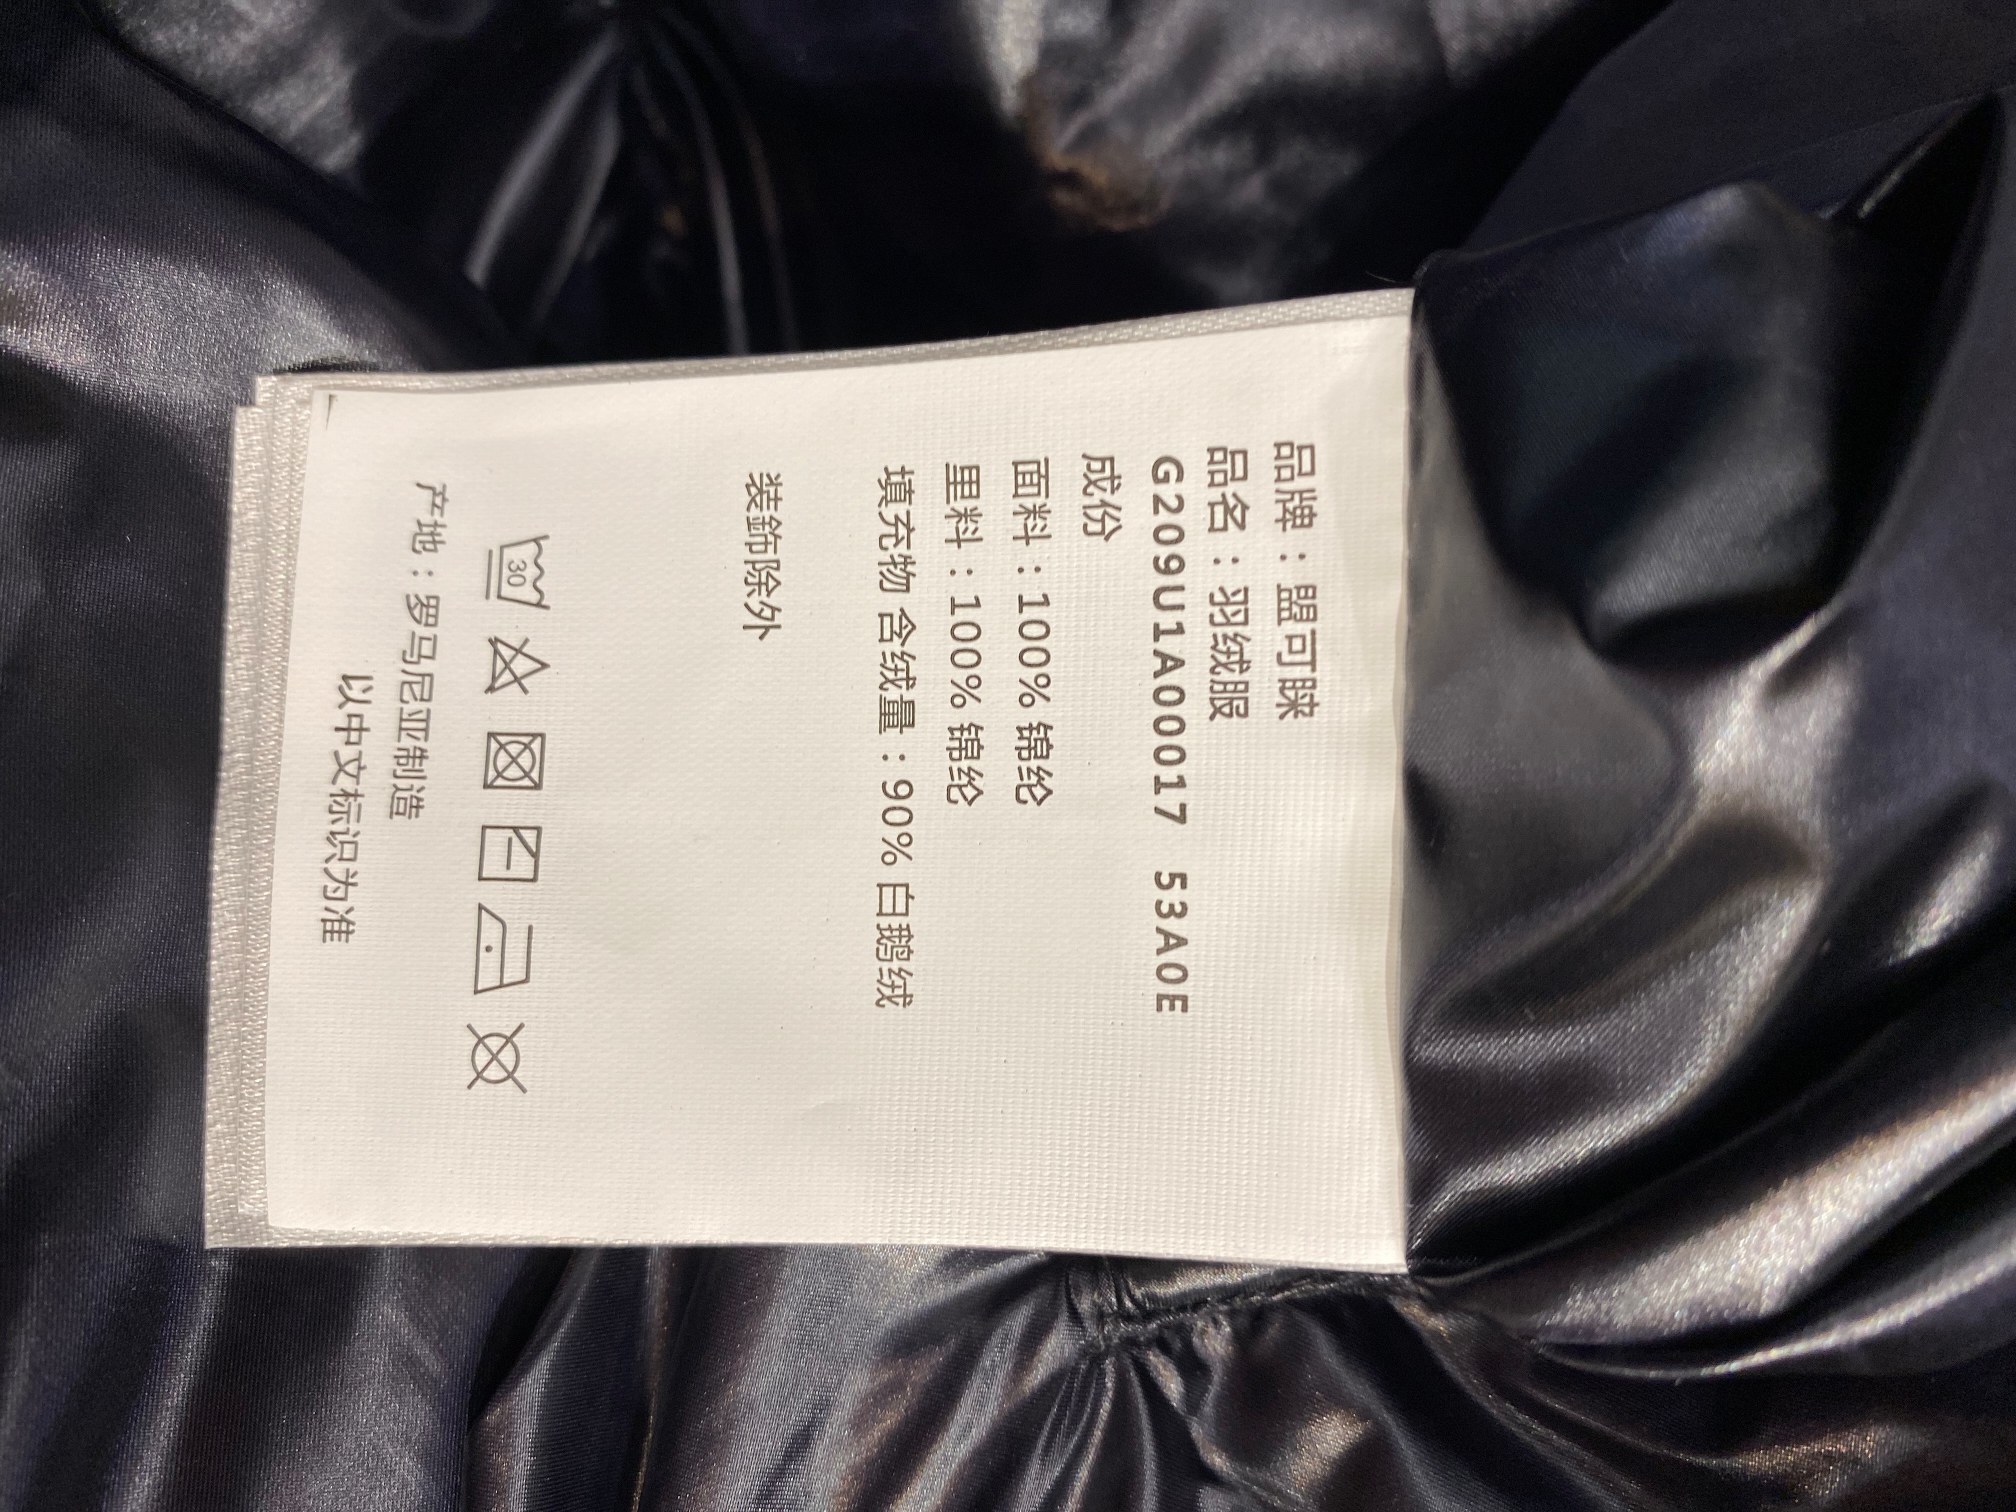 品牌：盟可睐
品名：羽绒服
G209U1A00017 53A0E
成份
面料：100% 锦纶
里料：100% 锦纶
填充物 含绒量：90% 白鹅绒
装飾除外
30
产地：罗马尼亚制造
以中文标识为准